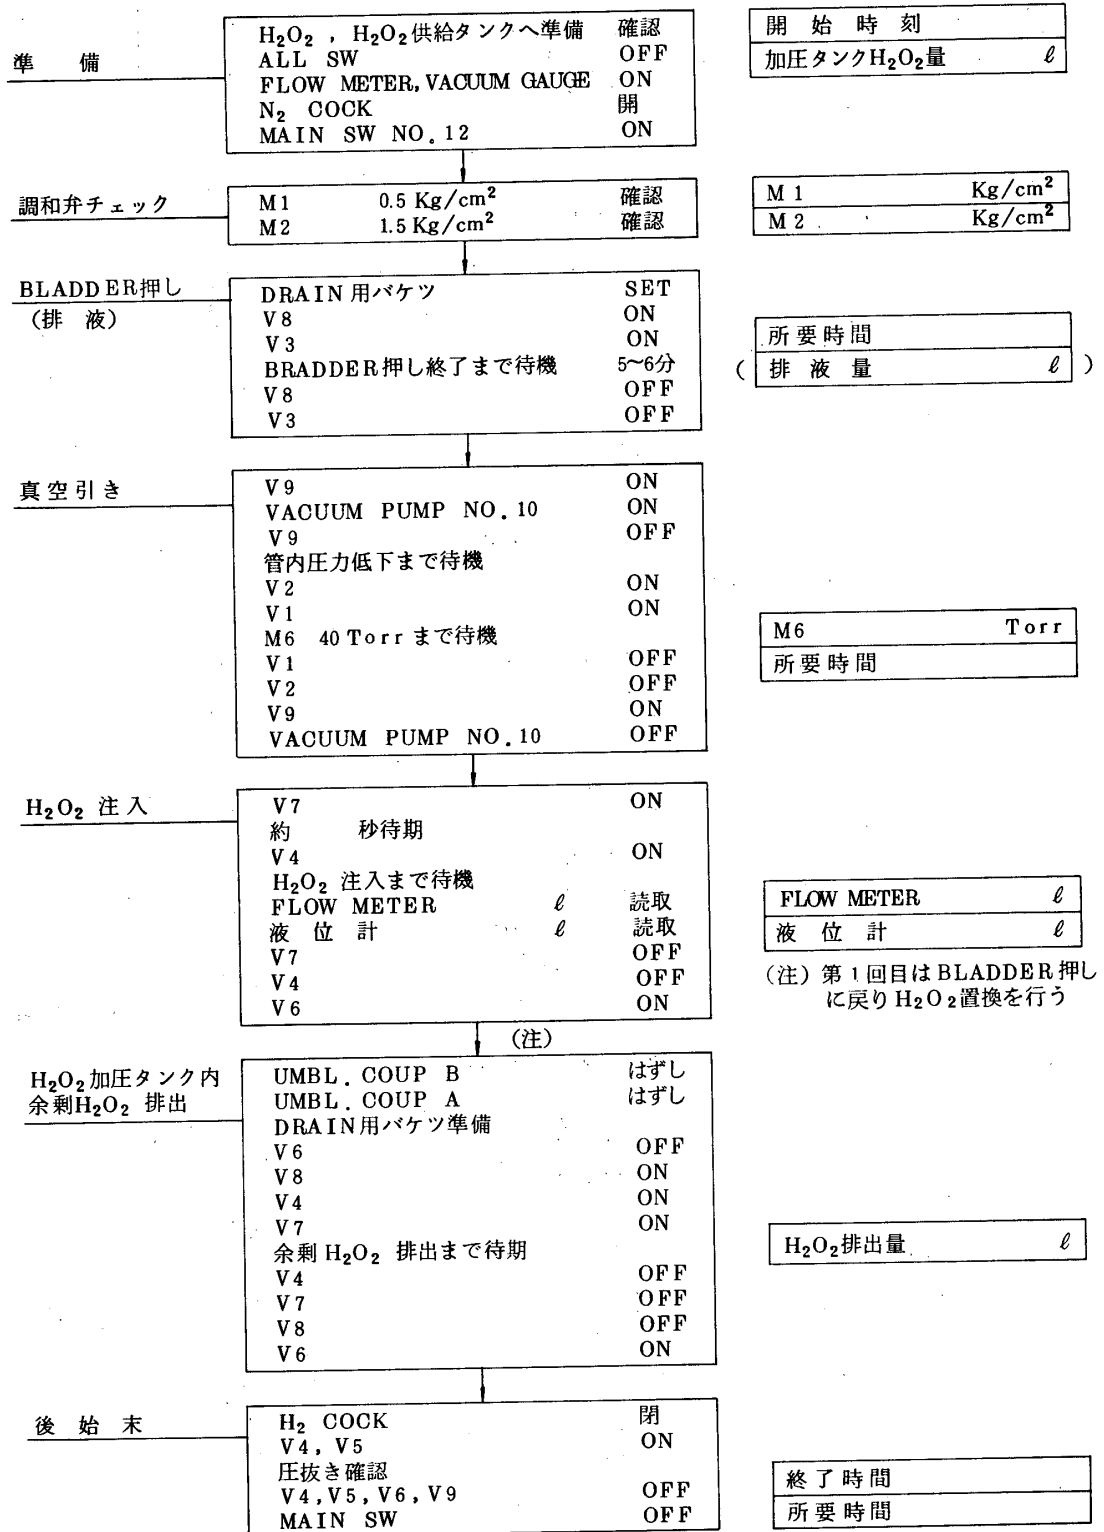 準 備
H₂O₂ , H₂O₂供給タンクへ準備 確認
ALL SW OFF
FLOW METER, VACUUM GAUGE ON
N₂ COCK 開
MAIN SW NO.12 ON
開 始 時 刻
加圧タンクH₂O₂量 ℓ
調和弁チェック
M1 0.5 Kg/cm² 確認
M2 1.5 Kg/cm² 確認
M1 Kg/cm²
M2 Kg/cm²
BLADDER押し
(排 液)
DRAIN用バケツ SET
V8 ON
V3 ON
BRADDER押し終了まで待機 5~6分
V8 OFF
V3 OFF
所要時間
( 排 液 量 ℓ )
真空引き
V9 ON
VACUUM PUMP NO.10 ON
V9 OFF
管内圧力低下まで待機
V2 ON
V1 ON
M6 40 Torrまで待機
V1 OFF
V2 OFF
V9 ON
VACUUM PUMP NO.10 OFF
M6 Torr
所要時間
H₂O₂ 注入
V7 ON
約 秒待期
V4 ON
H₂O₂ 注入まで待機
FLOW METER ℓ 読取
液 位 計 ℓ 読取
V7 OFF
V4 OFF
V6 ON
FLOW METER ℓ
液 位 計 ℓ
(注) 第1回目はBLADDER押し
に戻りH₂O₂置換を行う
(注)
H₂O₂加圧タンク内
余剰H₂O₂ 排出
UMBL. COUP B はずし
UMBL. COUP A はずし
DRAIN用バケツ準備
V6 OFF
V8 ON
V4 ON
V7 ON
余剰H₂O₂ 排出まで待期
V4 OFF
V7 OFF
V8 OFF
V6 ON
H₂O₂排出量 ℓ
後 始 末
H₂ COCK 閉
V4, V5 ON
圧抜き確認
V4,V5,V6,V9 OFF
MAIN SW OFF
終了時間
所要時間